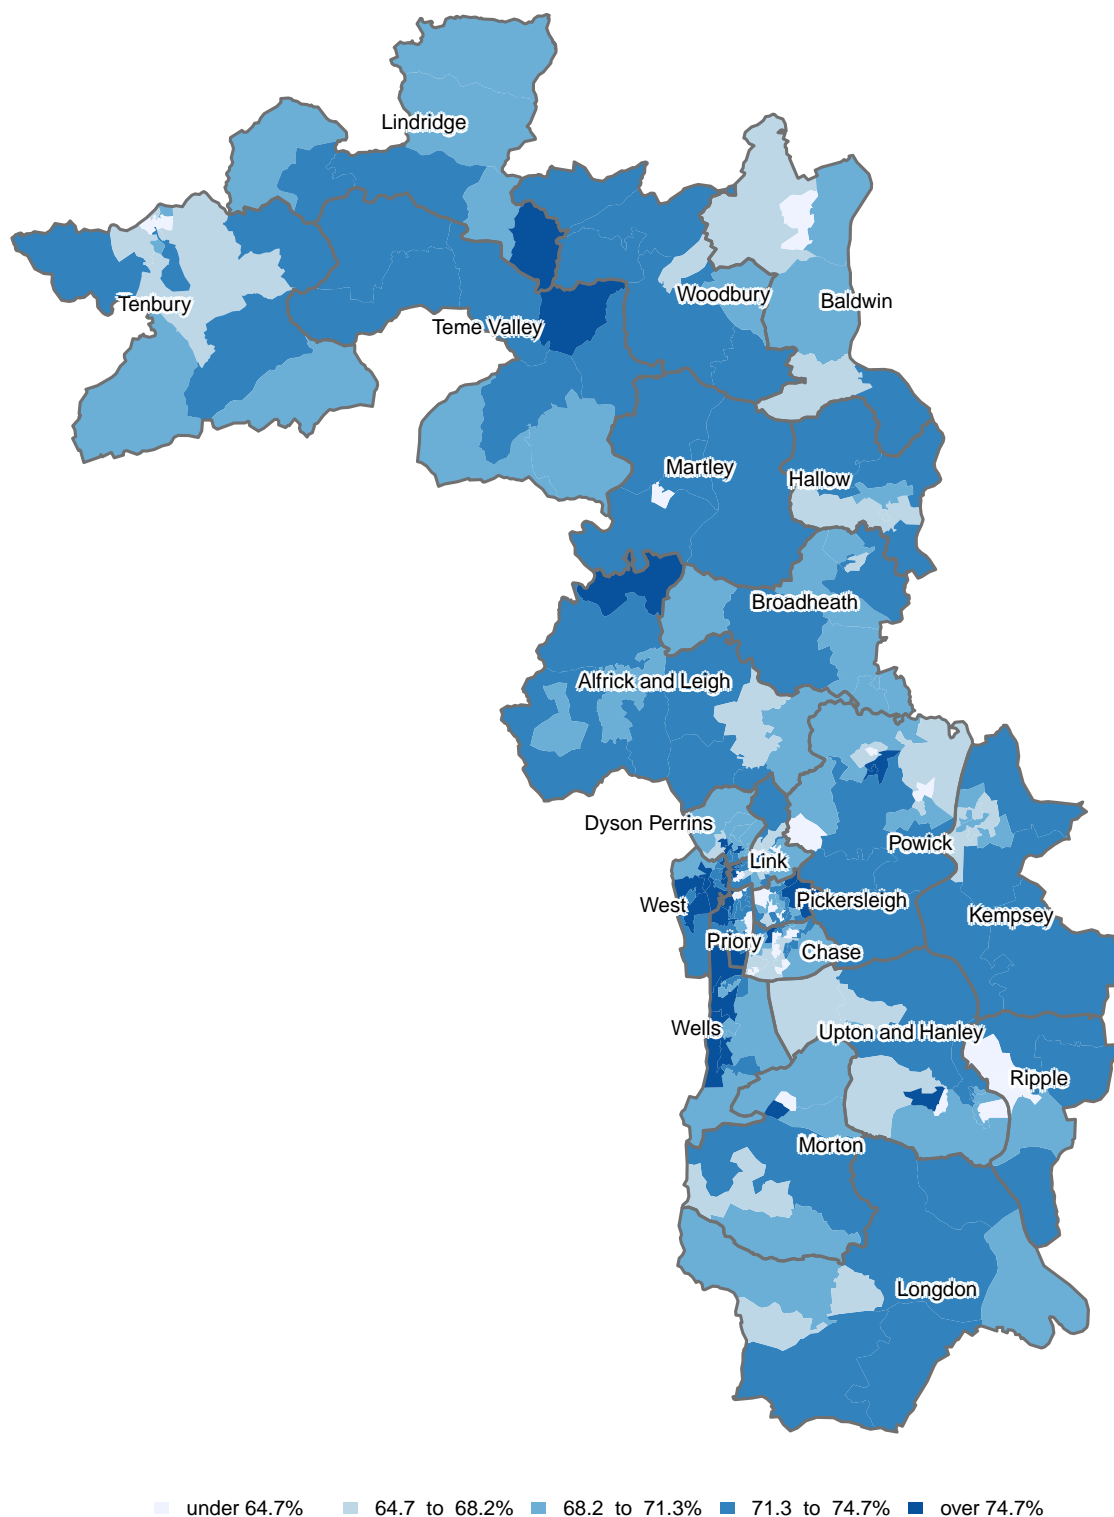 Lindridge
Woodbury
Baldwin
Tenbury
Teme Valley
Martley
Hallow
Broadheath
Alfrick and Leigh
Dyson Perrins
Powick
Link
Pickersleigh
West
Kempsey
Priory
Chase
Wells
Upton and Hanley
Ripple
Morton
Longdon
under 64.7% 64.7 to 68.2% 68.2 to 71.3% 71.3 to 74.7% over 74.7%